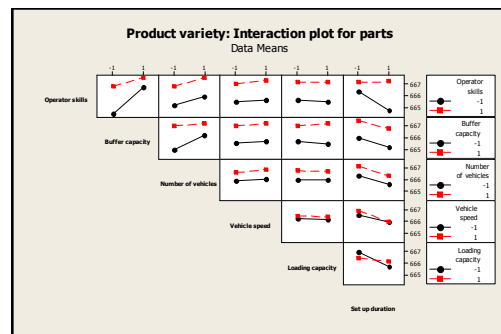 Product variety: Interaction plot for parts
Data Means
-1 1 -1 1 -1 1
Operator skills
667
666
665
Operator
skills
-1
1
Buffer capacity
667
666
665
Buffer
capacity
-1
1
Number of vehicles
667
666
665
Number
of vehicles
-1
1
Vehicle speed
667
666
665
Vehicle
speed
-1
1
Loading capacity
667
666
665
Loading
capacity
-1
1
-1 1 -1 1
Set up duration